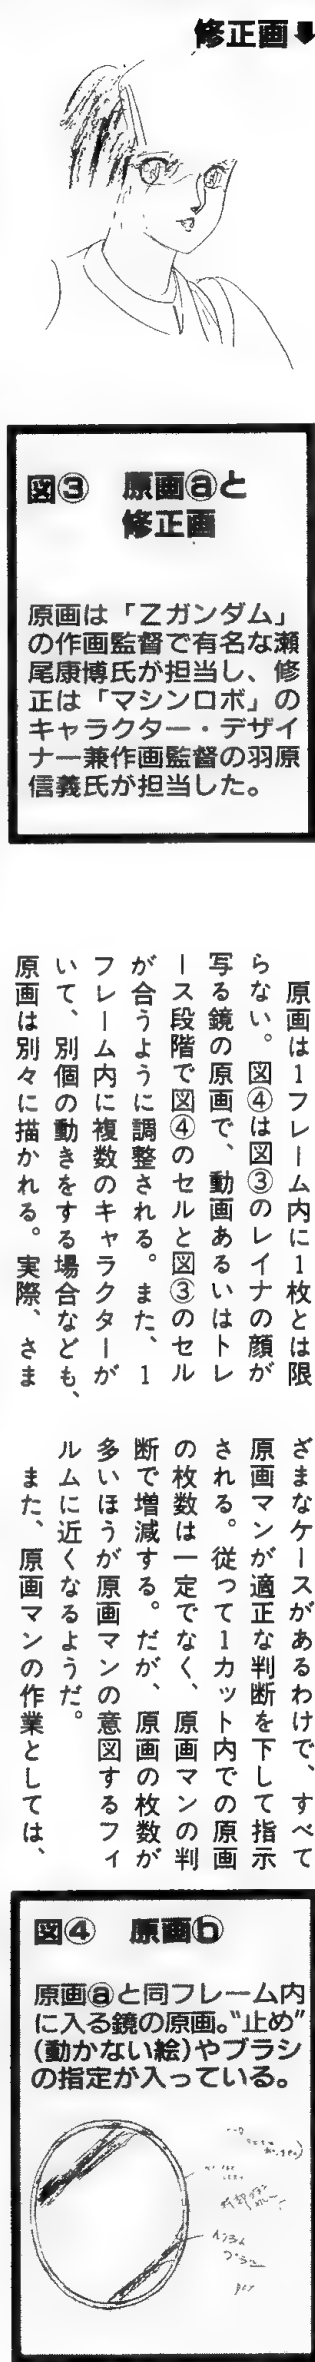 修正画⬇
図③　原画ⓐと
修正画
原画は「Ζガンダム」
の作画監督で有名な瀬
尾康博氏が担当し、修
正は「マシンロボ」の
キャラクター・デザイ
ナー兼作画監督の羽原
信義氏が担当した。
　原画は1フレーム内に1枚とは限
らない。図④は図③のレイナの顔が
写る鏡の原画で、動画あるいはトレ
ース段階で図④のセルと図③のセル
が合うように調整される。また、1
フレーム内に複数のキャラクターが
いて、別個の動きをする場合なども、
原画は別々に描かれる。実際、さま
ざまなケースがあるわけで、すべて
原画マンが適正な判断を下して指示
される。従って1カット内での原画
の枚数は一定でなく、原画マンの判
断で増減する。だが、原画の枚数が
多いほうが原画マンの意図するフィ
ルムに近くなるようだ。
　また、原画マンの作業としては、
図④　原画ⓑ
原画ⓐと同フレーム内
に入る鏡の原画。"止め"
(動かない絵)やブラシ
の指定が入っている。